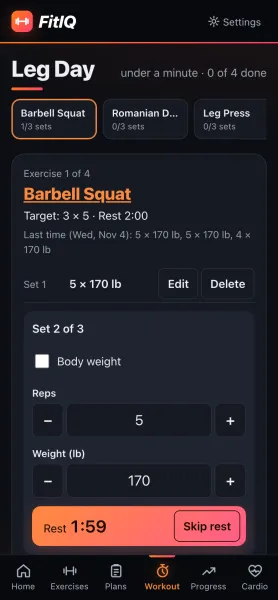 FitIQ
Settings
Leg Day
under a minute · 0 of 4 done
Barbell Squat
1/3 sets
Romanian D...
0/3 sets
Leg Press
0/3 sets
Exercise 1 of 4
Barbell Squat
Target: 3 × 5 · Rest 2:00
Last time (Wed, Nov 4): 5 × 170 lb, 5 × 170 lb, 4 ×
170 lb
Set 1 5 × 170 lb Edit Delete
Set 2 of 3
Body weight
Reps
− 5 +
Weight (lb)
− 170 +
Rest 1:59 Skip rest
Home Exercises Plans Workout Progress Cardio